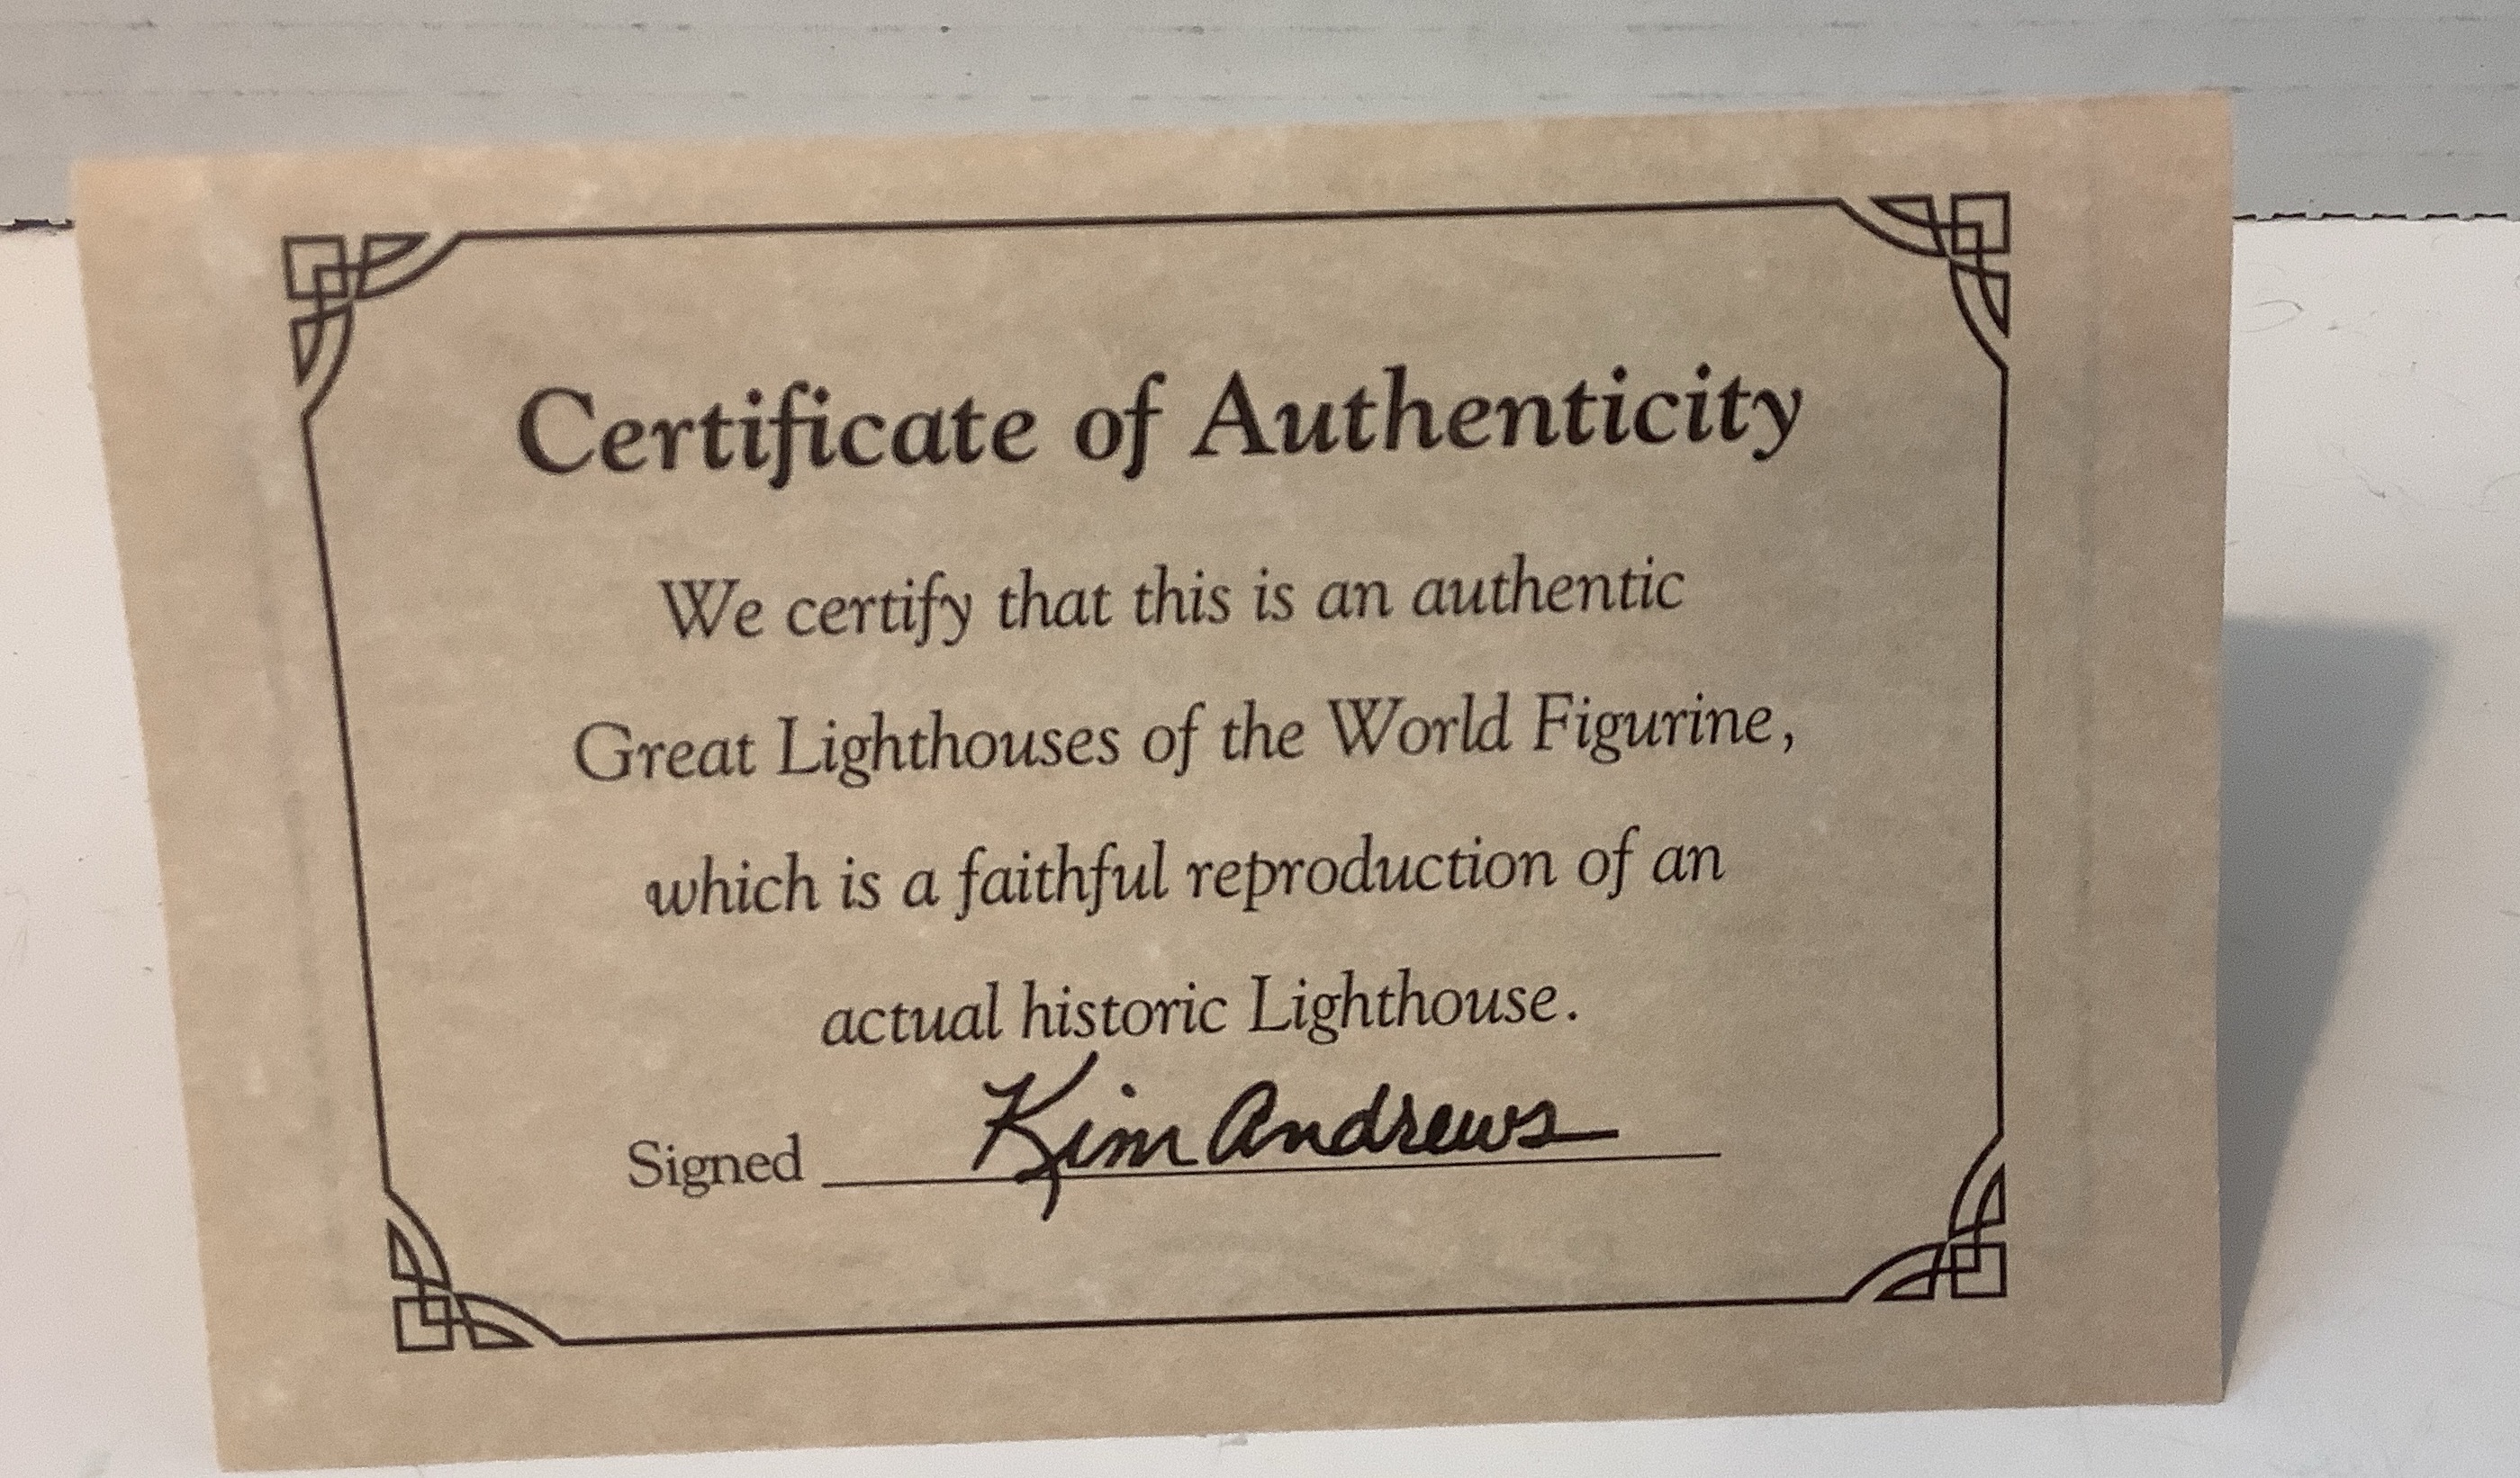 Certificate of Authenticity
We certify that this is an authentic
Great Lighthouses of the World Figurine,
which is a faithful reproduction of an
actual historic Lighthouse.
Signed Kim Andrews